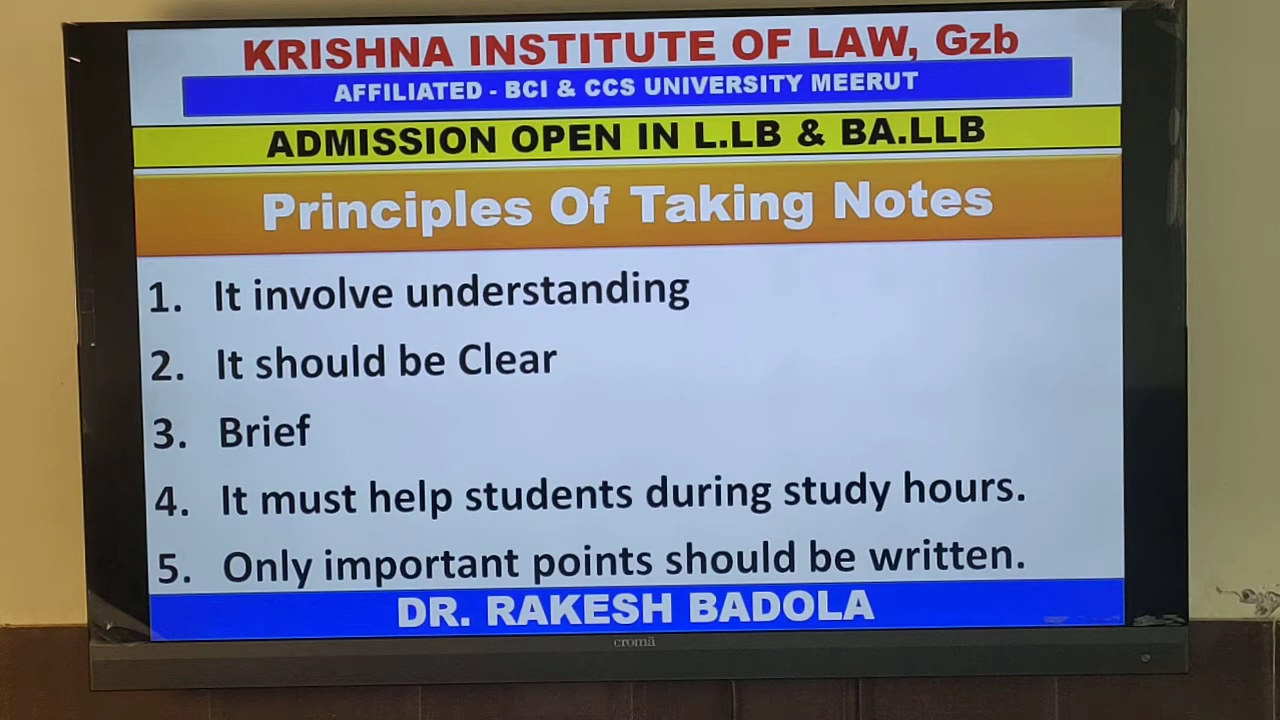 KRISHNA INSTITUTE OF LAW, Gzb
AFFILIATED - BCI & CCS UNIVERSITY MEERUT
ADMISSION OPEN IN L.LB & BA.LLB
Principles Of Taking Notes
1. It involve understanding
2. It should be Clear
3. Brief
4. It must help students during study hours.
5. Only important points should be written.
DR. RAKESH BADOLA
cromā